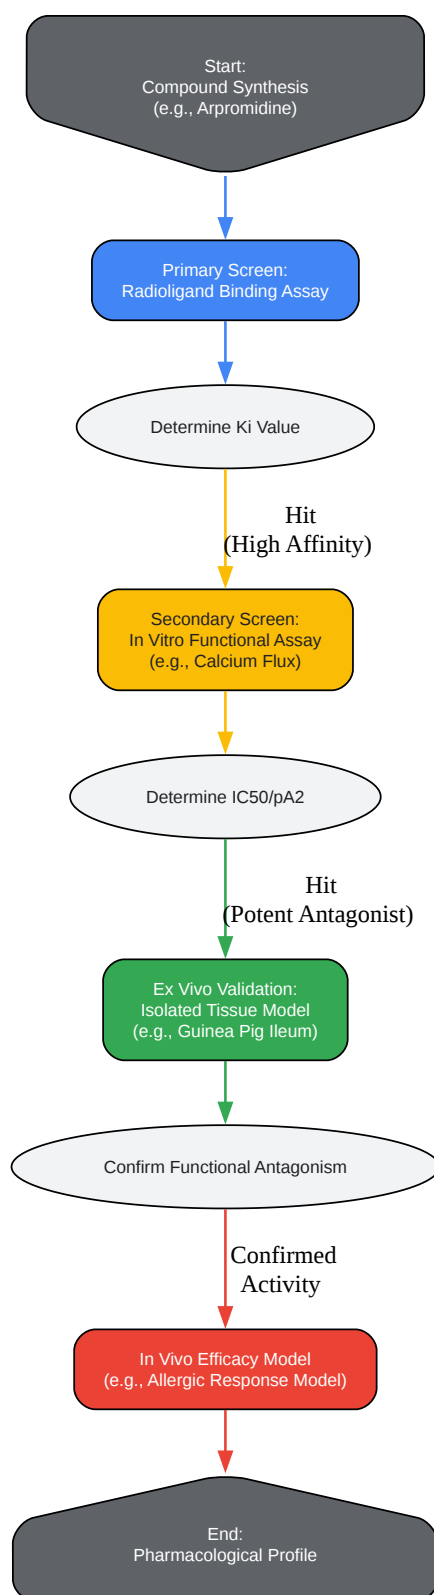 Start:
Compound Synthesis
(e.g., Arpromidine)
Primary Screen:
Radioligand Binding Assay
Determine Ki Value
Hit
(High Affinity)
Secondary Screen:
In Vitro Functional Assay
(e.g., Calcium Flux)
Determine IC50/pA2
Hit
(Potent Antagonist)
Ex Vivo Validation:
Isolated Tissue Model
(e.g., Guinea Pig Ileum)
Confirm Functional Antagonism
Confirmed
Activity
In Vivo Efficacy Model
(e.g., Allergic Response Model)
End:
Pharmacological Profile